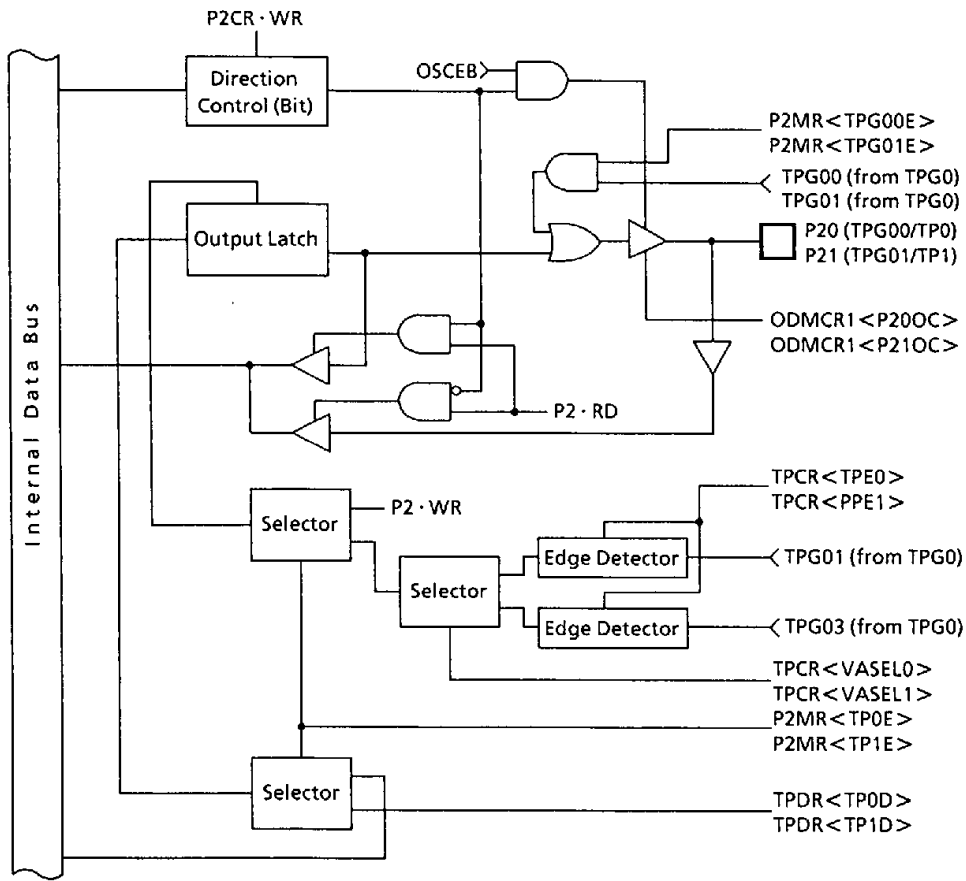 P2CR · WR
Direction
Control (Bit)
OSCEB
P2MR<TPG00E>
P2MR<TPG01E>
TPG00 (from TPG0)
TPG01 (from TPG0)
Output Latch
P20 (TPG00/TP0)
P21 (TPG01/TP1)
ODMCR1<P20OC>
ODMCR1<P21OC>
Internal Data Bus
P2 · RD
TPCR<TPE0>
TPCR<PPE1>
Selector
P2 · WR
Edge Detector
TPG01 (from TPG0)
Selector
Edge Detector
TPG03 (from TPG0)
TPCR<VASEL0>
TPCR<VASEL1>
P2MR<TP0E>
P2MR<TP1E>
Selector
TPDR<TP0D>
TPDR<TP1D>